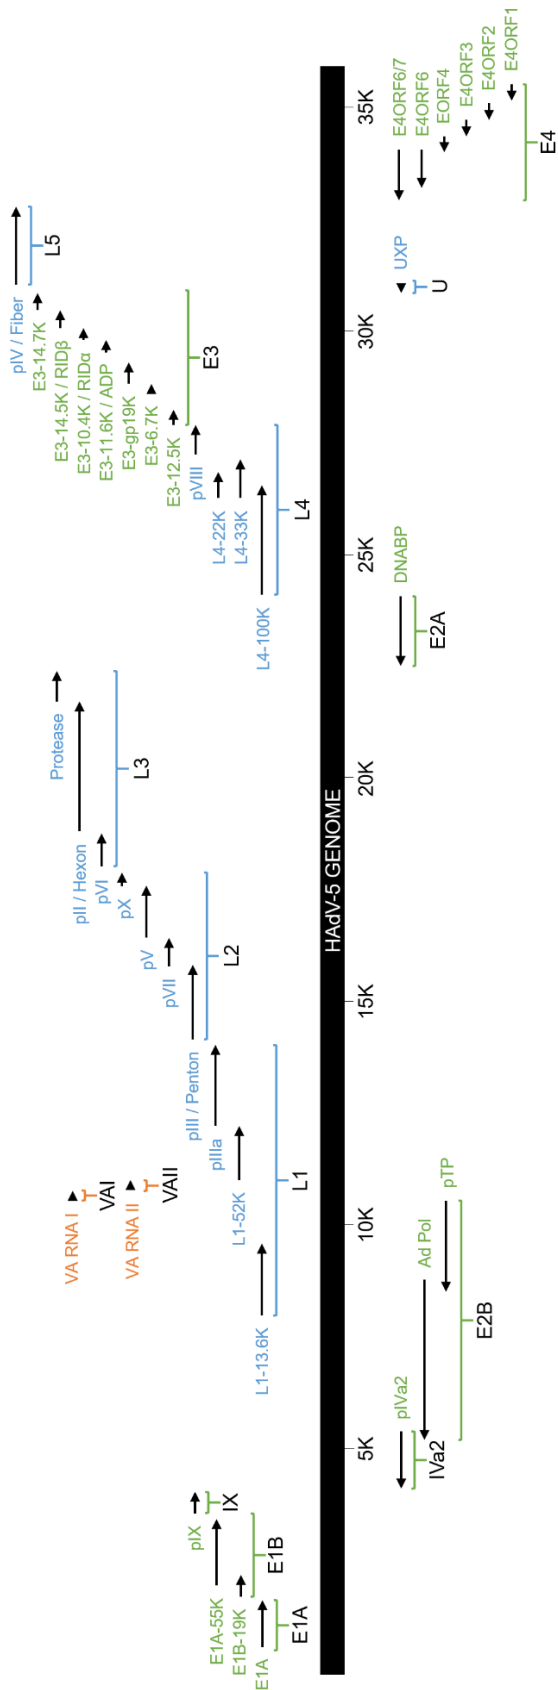 E1A
E1A
E1B-19K
E1A-55K
E1B
pIX
IX
L1-13.6K
L1-52K
pIIIa
L1
VA RNA I
VAI
VA RNA II
VAII
pIII / Penton
pVII
pV
pX
L2
pVI
pII / Hexon
Protease
L3
L4-100K
L4-33K
L4-22K
pVIII
L4
E3-12.5K
E3-6.7K
E3-gp19K
E3-11.6K / ADP
E3-10.4K / RIDα
E3-14.5K / RIDβ
E3-14.7K
E3
pIV / Fiber
L5
HAdV-5 GENOME
5K
10K
15K
20K
25K
30K
35K
pIVa2
IVa2
Ad Pol
pTP
E2B
DNABP
E2A
UXP
U
E4ORF6/7
E4ORF6
EORF4
E4ORF3
E4ORF2
E4ORF1
E4